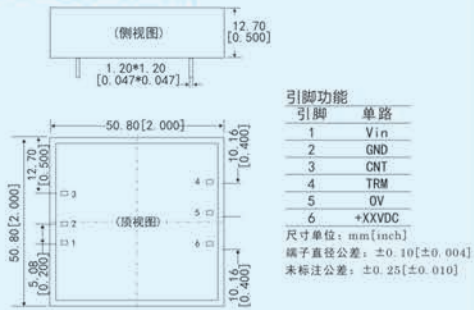 (侧视图)
12.70
[0.500]
1.20*1.20
[0.047*0.047]
50.80[2.000]
50.80[2.000]
12.70
[0.500]
5.08
[0.200]
10.16
[0.400]
10.16
[0.400]
3
2
1
4
5
6
(顶视图)
引脚功能
引脚 单路
1 Vin
2 GND
3 CNT
4 TRM
5 0V
6 +XXVDC
尺寸单位: mm[inch]
端子直径公差: ±0.10[±0.004]
未标注公差: ±0.25[±0.010]